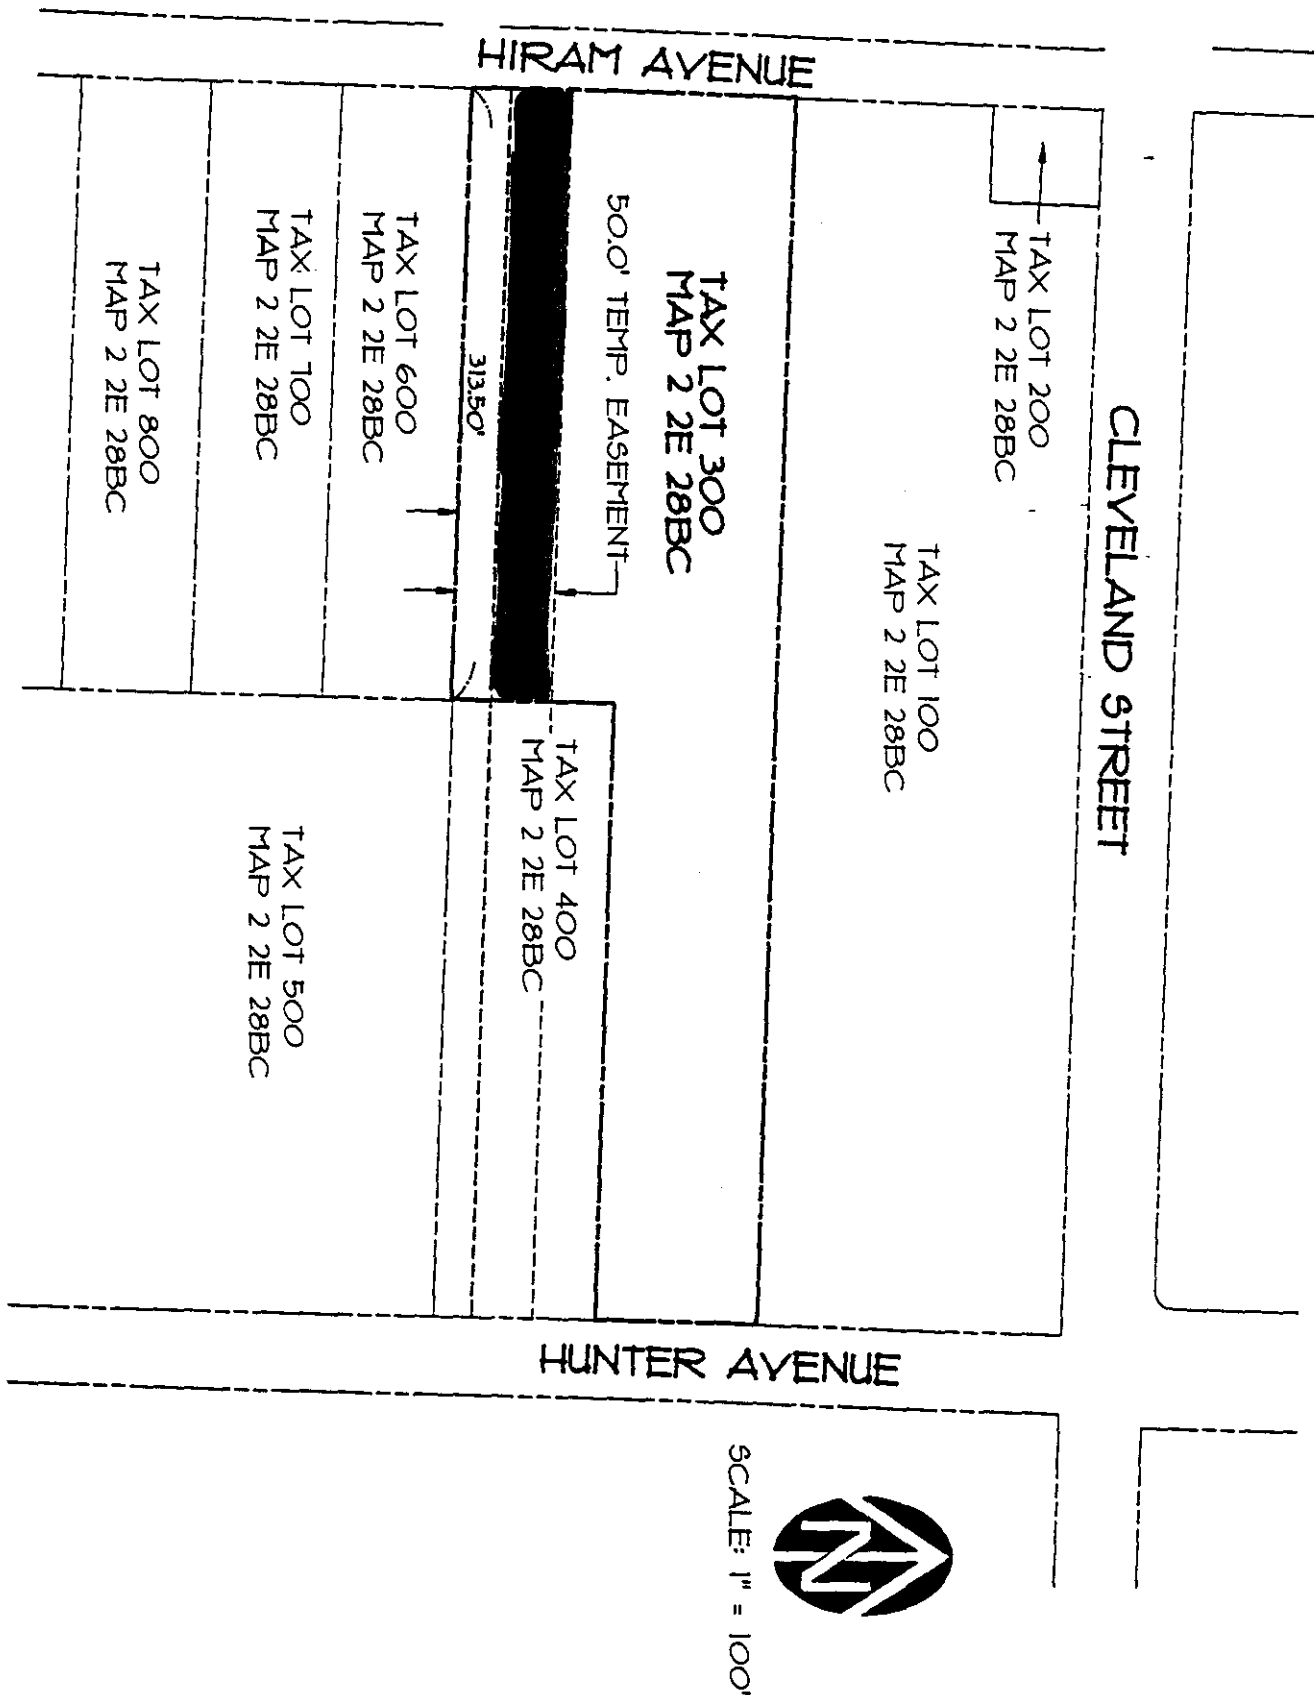 HIRAM AVENUE
TAX LOT 800
MAP 2 2E 28BC
TAX LOT 700
MAP 2 2E 28BC
TAX LOT 600
MAP 2 2E 28BC
313.50'
50.0' TEMP. EASEMENT
TAX LOT 300
MAP 2 2E 28BC
TAX LOT 200
MAP 2 2E 28BC
TAX LOT 100
MAP 2 2E 28BC
CLEVELAND STREET
TAX LOT 400
MAP 2 2E 28BC
TAX LOT 500
MAP 2 2E 28BC
HUNTER AVENUE
SCALE: 1" = 100'
N